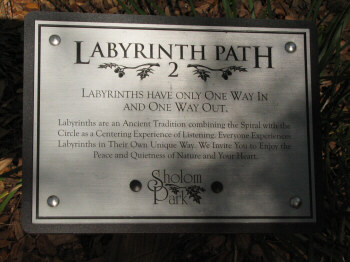 LABYRINTH PATH
2
LABYRINTHS HAVE ONLY ONE WAY IN
AND ONE WAY OUT.
Labyrinths are an Ancient Tradition combining the Spiral with the
Circle as a Centering Experience of Listening. Everyone Experiences
Labyrinths in Their Own Unique Way. We Invite You to Enjoy the
Peace and Quietness of Nature and Your Heart.
Sholom
Park